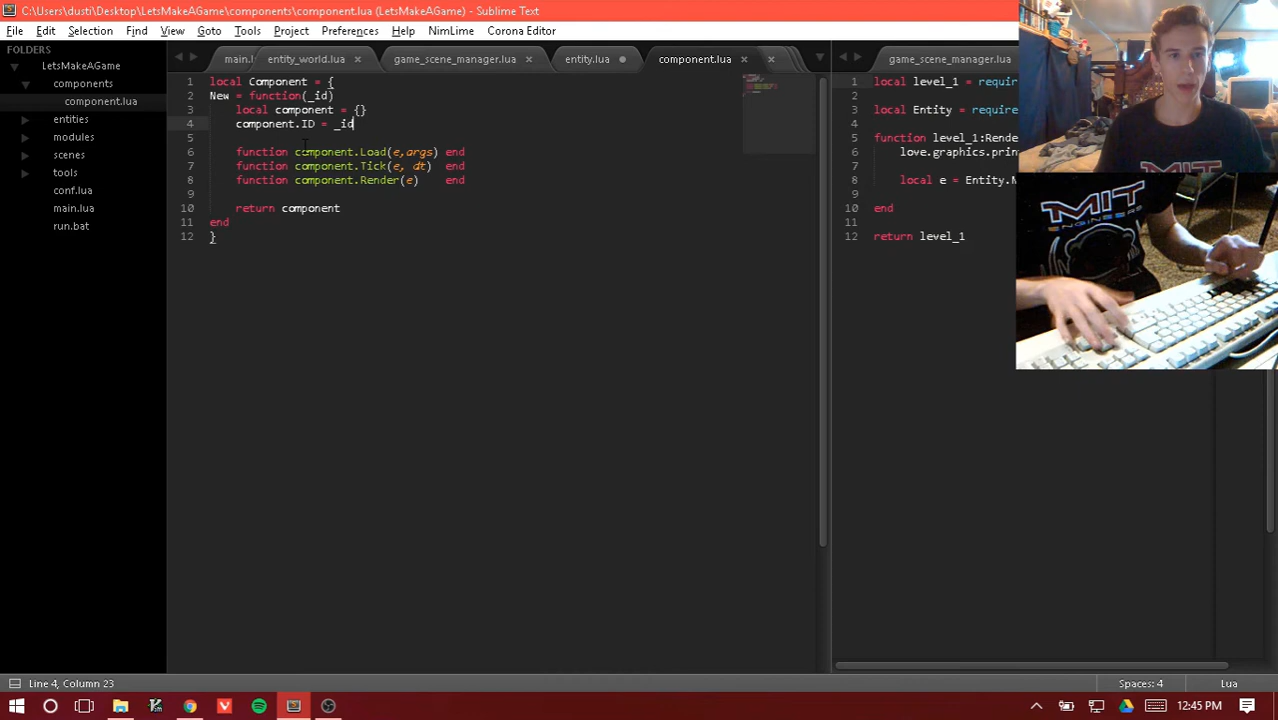 C:\Users\dusti\Desktop\LetsMakeAGame\components\component.lua (LetsMakeAGame) - Sublime Text
File Edit Selection Find View Goto Tools Project Preferences Help NimLime Corona Editor
FOLDERS
LetsMakeAGame
components
component.lua
entities
modules
scenes
tools
conf.lua
main.lua
run.bat
main.l entity_world.lua game_scene_manager.lua entity.lua component.lua
1 local Component = {
2 New = function(_id)
3 local component = {}
4 component.ID = _id
5
6 function component.Load(e,args) end
7 function component.Tick(e, dt) end
8 function component.Render(e) end
9
10 return component
11 end
12 }
game_scene_manager.lua
1 local level_1 = requir
2
3 local Entity = require
4
5 function level_1:Rende
6 love.graphics.prin
7
8 local e = Entity.N
9
10 end
11
12 return level_1
MIT
ENGINEERS
MIT
ENGINEERS
Line 4, Column 23 Spaces: 4 Lua
12:45 PM